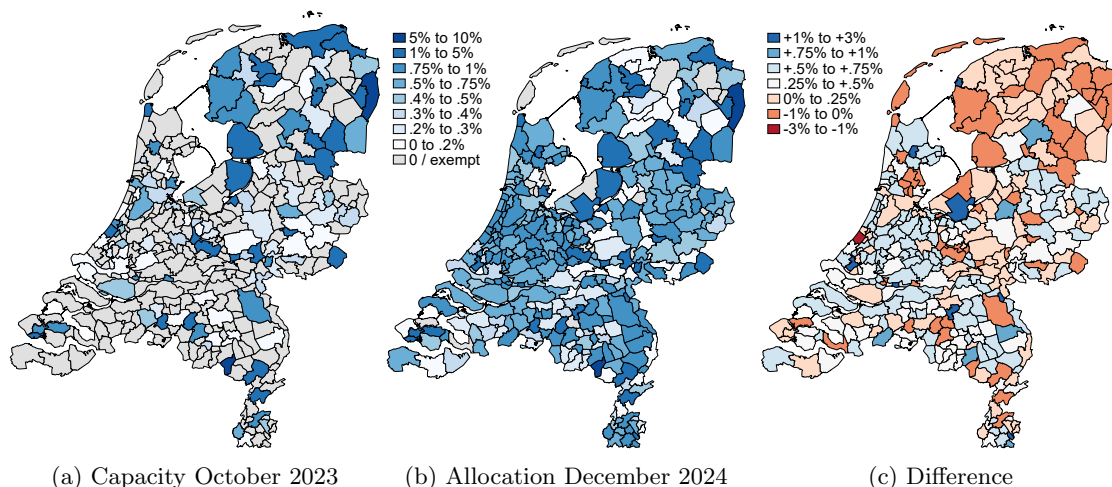 5% to 10%
1% to 5%
.75% to 1%
.5% to .75%
.4% to .5%
.3% to .4%
.2% to .3%
0 to .2%
0 / exempt
+1% to +3%
+.75% to +1%
+.5% to +.75%
.25% to +.5%
0% to .25%
-1% to 0%
-3% to -1%
(a) Capacity October 2023
(b) Allocation December 2024
(c) Difference